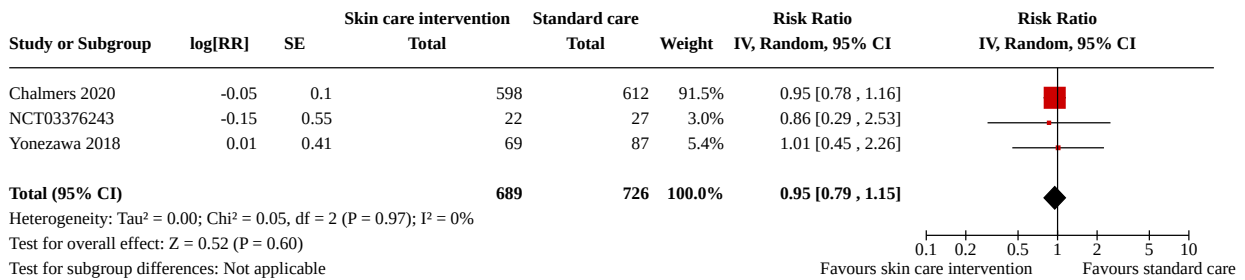 Skin care intervention Standard care Risk Ratio Risk Ratio
Study or Subgroup log[RR] SE Total Total Weight IV, Random, 95% CI IV, Random, 95% CI
Chalmers 2020 -0.05 0.1 598 612 91.5% 0.95 [0.78 , 1.16]
NCT03376243 -0.15 0.55 22 27 3.0% 0.86 [0.29 , 2.53]
Yonezawa 2018 0.01 0.41 69 87 5.4% 1.01 [0.45 , 2.26]
Total (95% CI) 689 726 100.0% 0.95 [0.79 , 1.15]
Heterogeneity: Tau² = 0.00; Chi² = 0.05, df = 2 (P = 0.97); I² = 0%
Test for overall effect: Z = 0.52 (P = 0.60) 0.1 0.2 0.5 1 2 5 10
Test for subgroup differences: Not applicable Favours skin care intervention Favours standard care